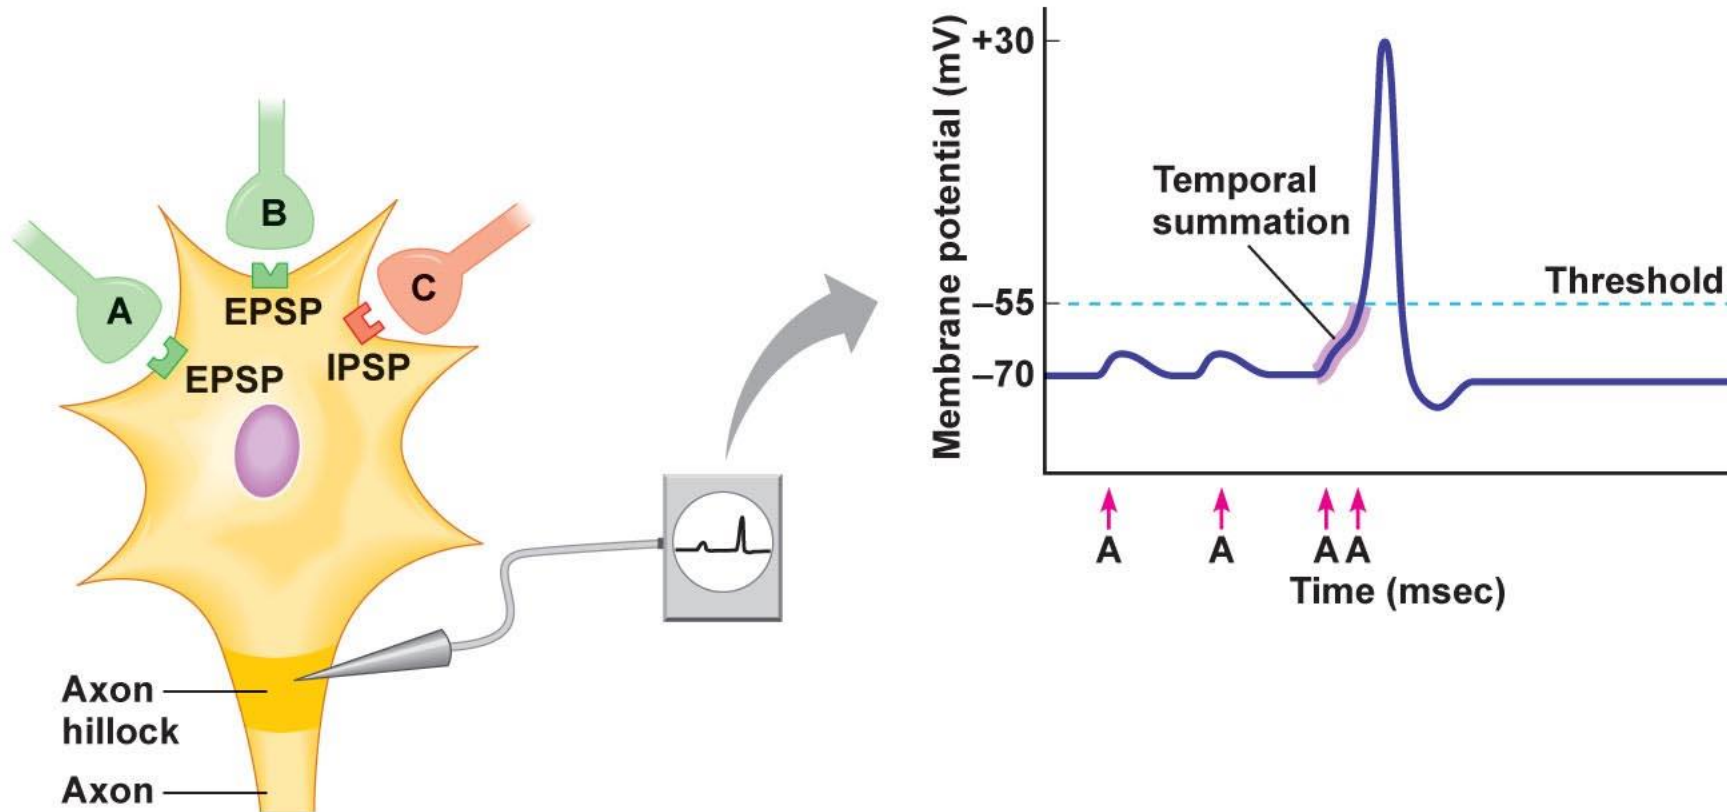 B
A
C
EPSP
IPSP
EPSP
Axon
hillock
Axon
Membrane potential (mV)
+30
–55
–70
Temporal
summation
Threshold
A A A A
Time (msec)